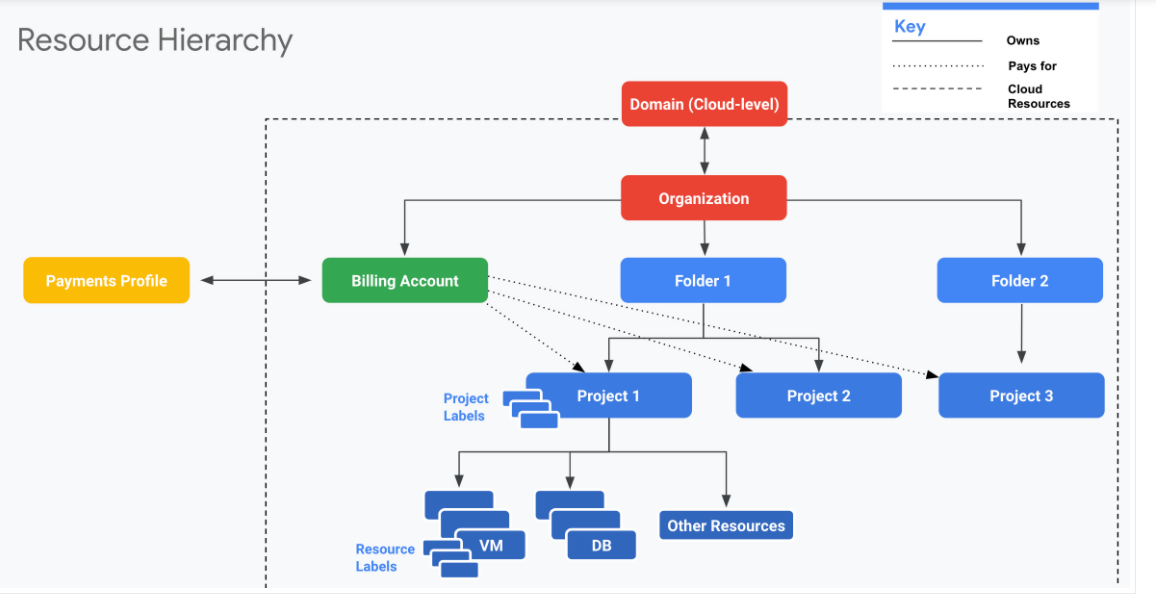 Resource Hierarchy
Key
Owns
Pays for
Cloud
Resources
Domain (Cloud-level)
Organization
Payments Profile
Billing Account
Folder 1
Folder 2
Project
Labels
Project 1
Project 2
Project 3
Resource
Labels
VM
DB
Other Resources